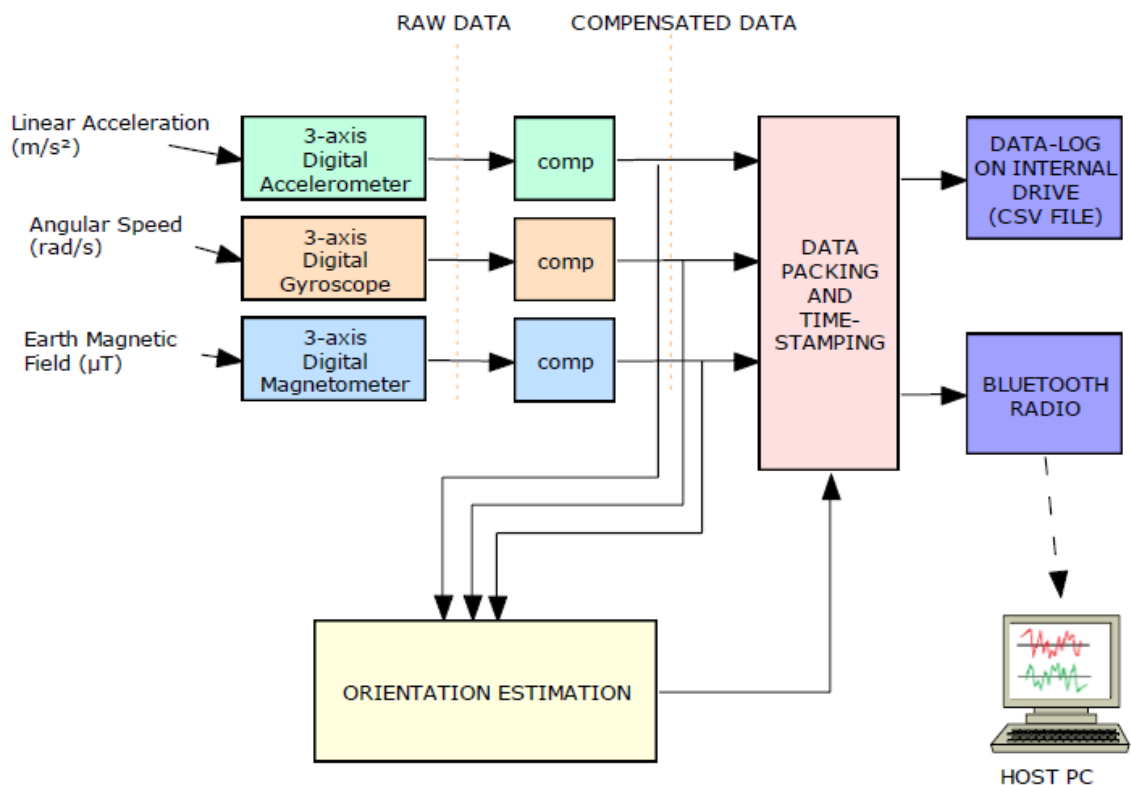 RAW DATA
COMPENSATED DATA
Linear Acceleration
(m/s²)
3-axis
Digital
Accelerometer
comp
DATA-LOG
ON INTERNAL
DRIVE
(CSV FILE)
Angular Speed
(rad/s)
3-axis
Digital
Gyroscope
comp
DATA
PACKING
AND
TIME-
STAMPING
Earth Magnetic
Field (µT)
3-axis
Digital
Magnetometer
comp
BLUETOOTH
RADIO
ORIENTATION ESTIMATION
HOST PC